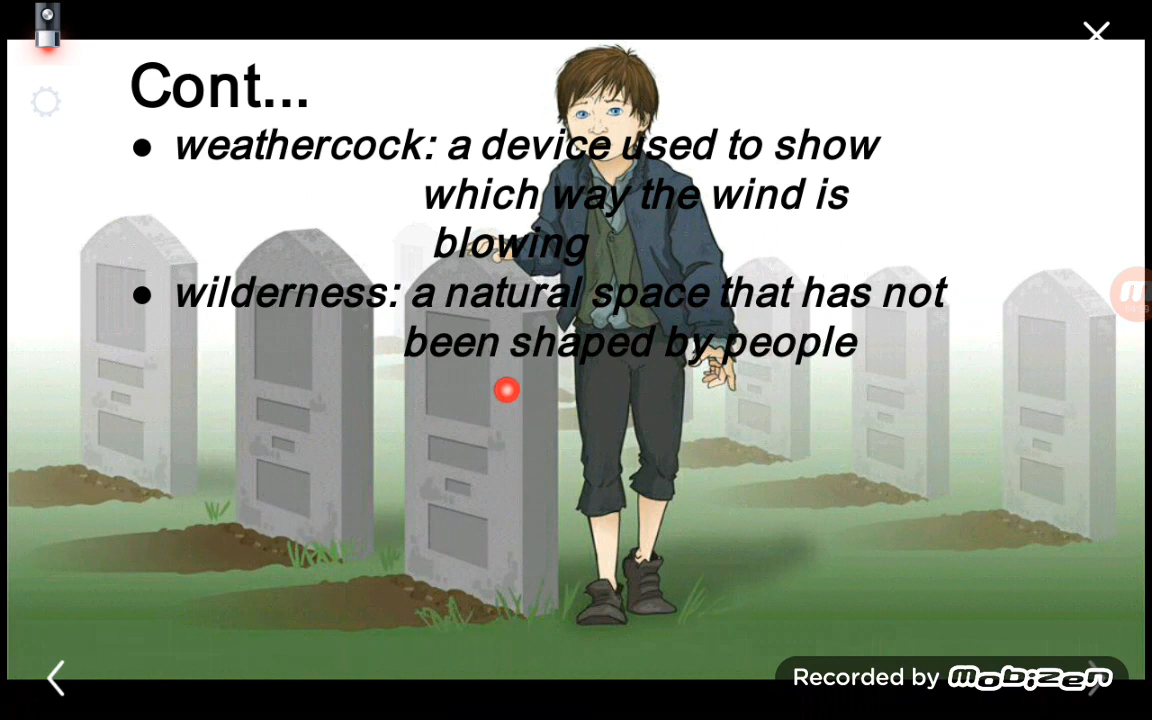 Cont...
● weathercock: a device used to show
which way the wind is
blowing
● wilderness: a natural space that has not
been shaped by people
Recorded by mobizen